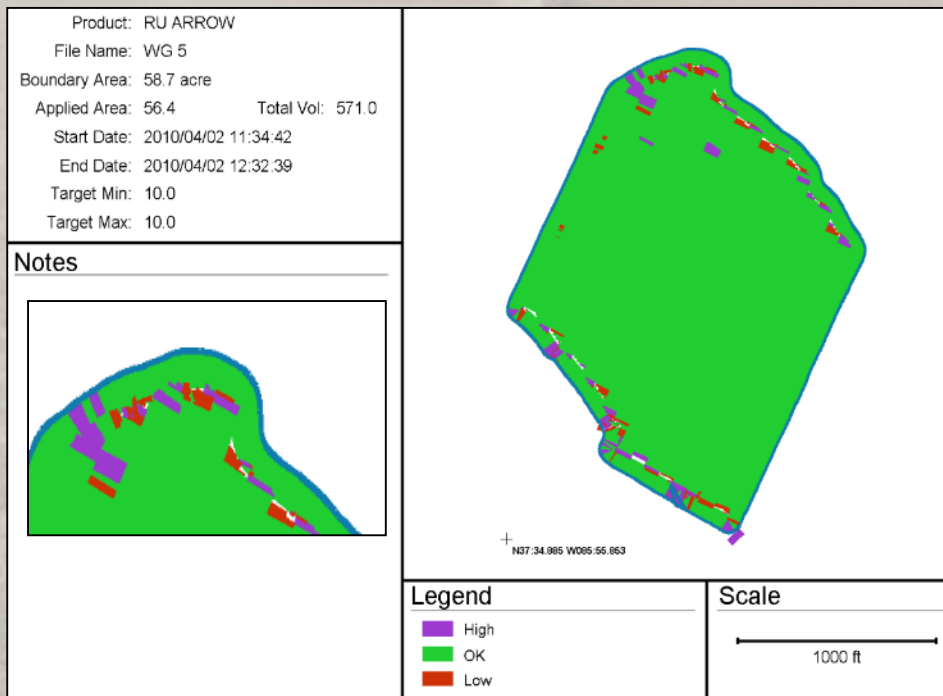 Product: RU ARROW
File Name: WG 5
Boundary Area: 58.7 acre
Applied Area: 56.4 Total Vol: 571.0
Start Date: 2010/04/02 11:34:42
End Date: 2010/04/02 12:32:39
Target Min: 10.0
Target Max: 10.0
Notes
N37:34.885 W085:55.863
Legend
High
OK
Low
Scale
1000 ft